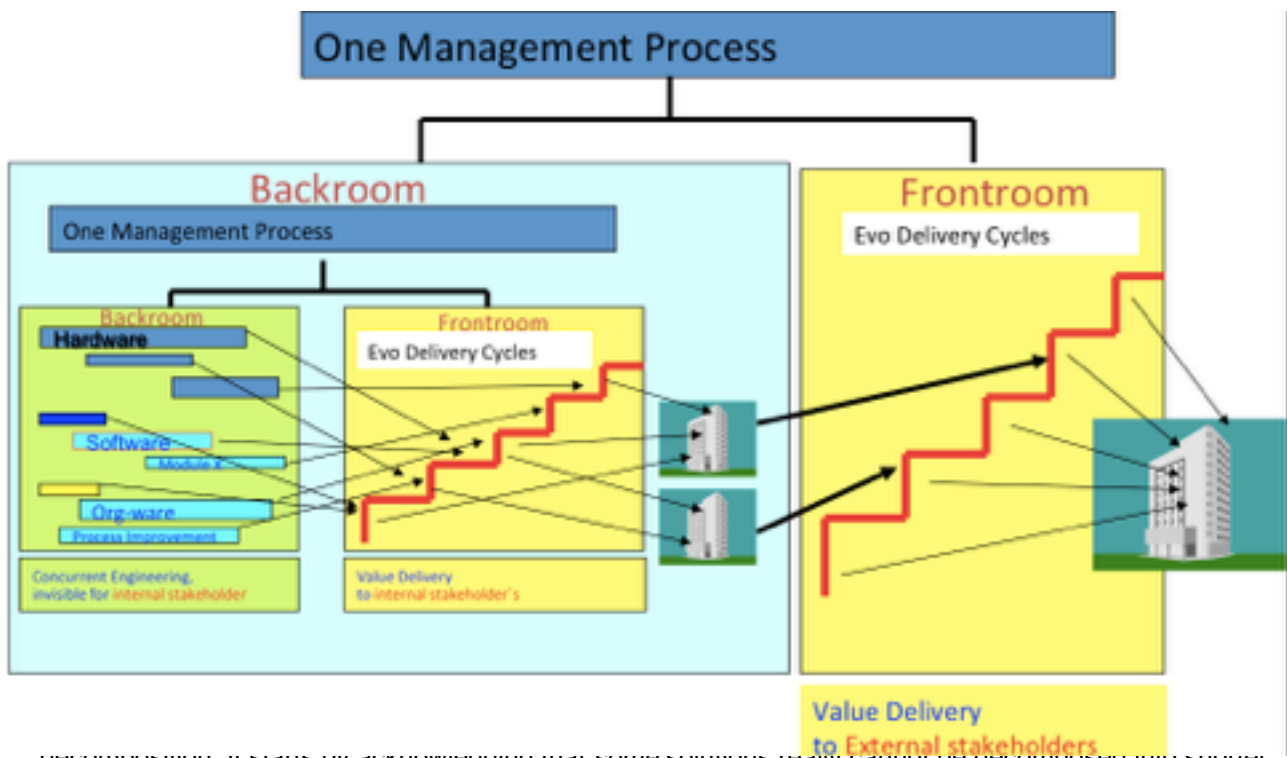 One Management Process
Backroom
Frontroom
One Management Process
Evo Delivery Cycles
Backroom
Frontroom
Hardware
Evo Delivery Cycles
Software
Module
Org-ware
Process Improvement
Concurrent Engineering,
invisible for internal stakeholder
Value Delivery
to internal stakeholder´s
Value Delivery
to External stakeholders